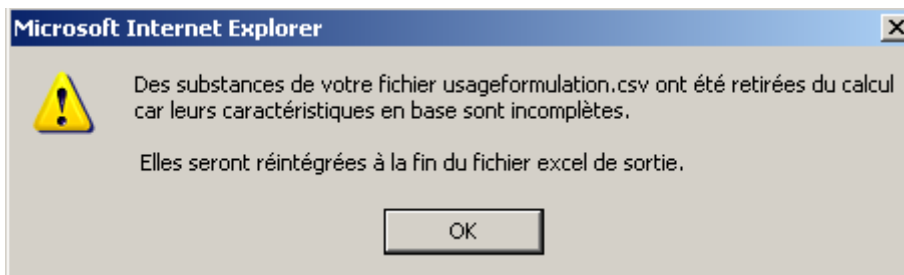 Microsoft Internet Explorer
Des substances de votre fichier usageformulation.csv ont été retirées du calcul
car leurs caractéristiques en base sont incomplètes.
Elles seront réintégrées à la fin du fichier excel de sortie.
OK